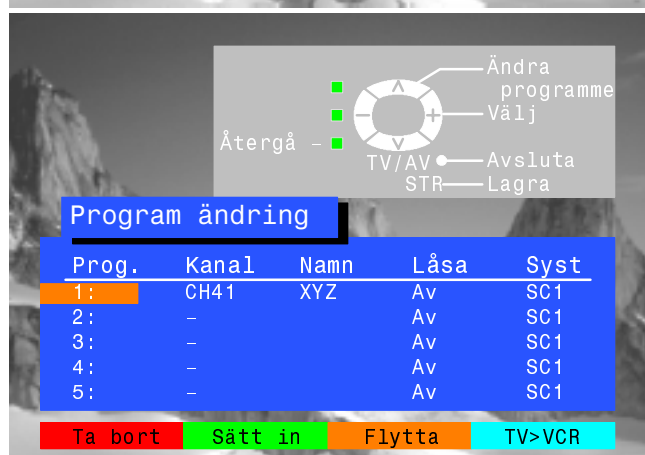 Ändra
programme
Välj
Återgå –
TV/AV Avsluta
STR Lagra
Program ändring
Prog. Kanal Namn Låsa Syst
1: CH41 XYZ Av SC1
2: – Av SC1
3: – Av SC1
4: – Av SC1
5: – Av SC1
Ta bort Sätt in Flytta TV>VCR